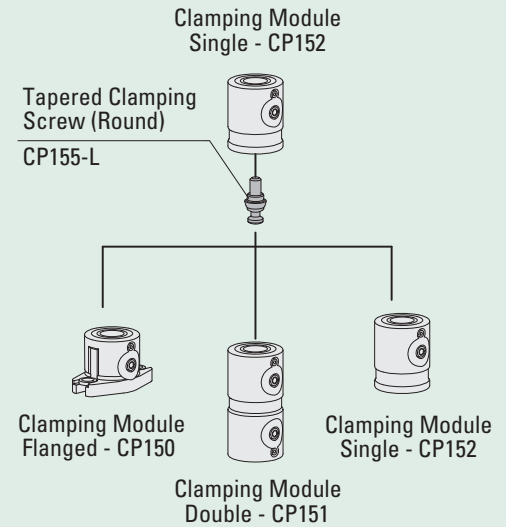 Clamping Module
Single - CP152
Tapered Clamping
Screw (Round)
CP155-L
Clamping Module
Flanged - CP150
Clamping Module
Double - CP151
Clamping Module
Single - CP152